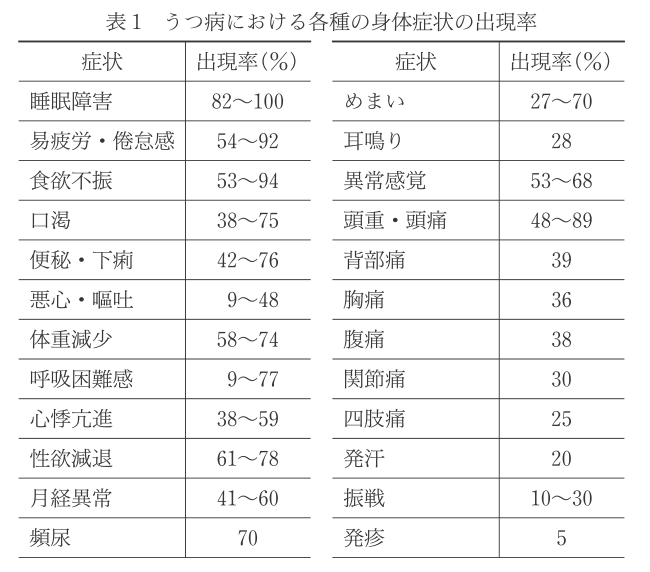 表1 うつ病における各種の身体症状の出現率
症状 出現率(%)
睡眠障害 82〜100
易疲労・倦怠感 54〜92
食欲不振 53〜94
口渇 38〜75
便秘・下痢 42〜76
悪心・嘔吐 9〜48
体重減少 58〜74
呼吸困難感 9〜77
心悸亢進 38〜59
性欲減退 61〜78
月経異常 41〜60
頻尿 70
症状 出現率(%)
めまい 27〜70
耳鳴り 28
異常感覚 53〜68
頭重・頭痛 48〜89
背部痛 39
胸痛 36
腹痛 38
関節痛 30
四肢痛 25
発汗 20
振戦 10〜30
発疹 5